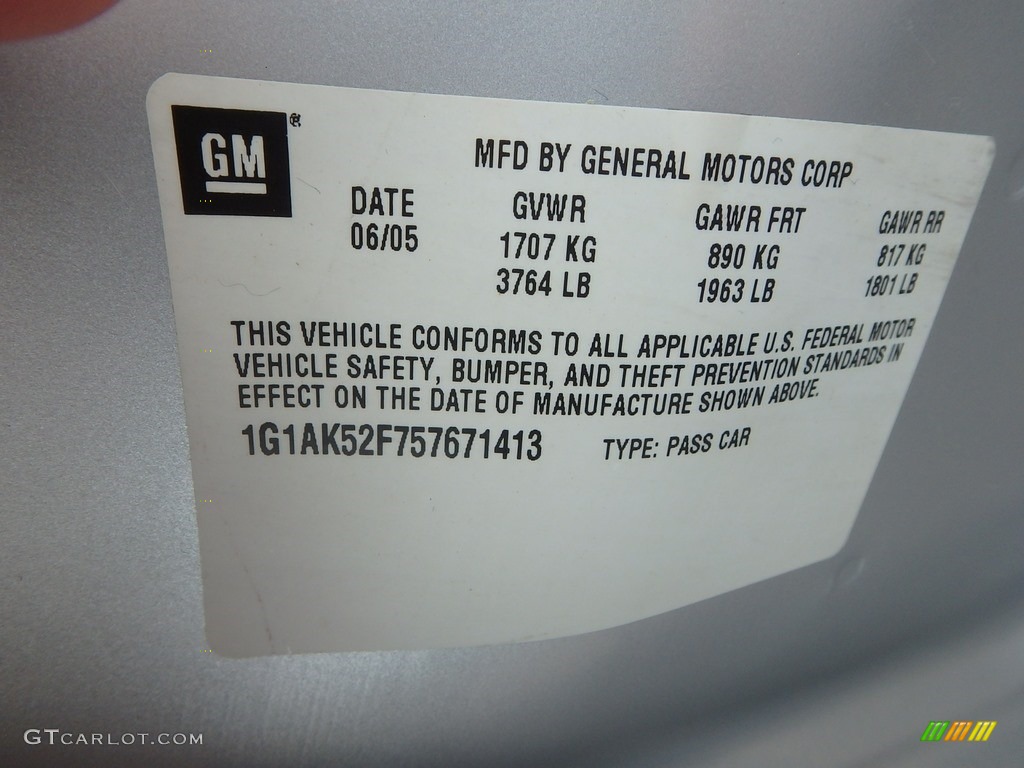 GM®
MFD BY GENERAL MOTORS CORP
DATE GVWR GAWR FRT GAWR RR
06/05 1707 KG 890 KG 817 KG
3764 LB 1963 LB 1801 LB
THIS VEHICLE CONFORMS TO ALL APPLICABLE U.S. FEDERAL MOTOR
VEHICLE SAFETY, BUMPER, AND THEFT PREVENTION STANDARDS IN
EFFECT ON THE DATE OF MANUFACTURE SHOWN ABOVE.
1G1AK52F757671413 TYPE: PASS CAR
GTCARLOT.COM